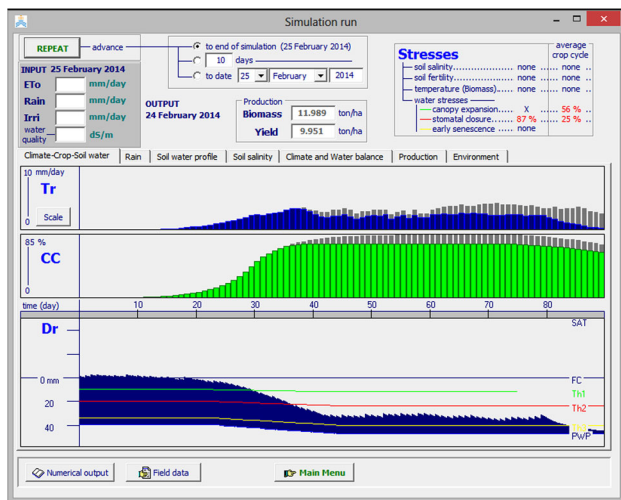 Simulation run
REPEAT
advance
to end of simulation (25 February 2014)
10 days
to date 25 February 2014
INPUT 25 February 2014
ETo mm/day
Rain mm/day
Irri mm/day
water quality dS/m
OUTPUT
24 February 2014
Production
Biomass 11.989 ton/ha
Yield 9.951 ton/ha
Stresses
average
crop cycle
soil salinity................ none ... none ..
soil fertility................ none ... none ..
temperature (Biomass)..... none ... none ..
water stresses
canopy expansion..... X ... 56 % ..
stomatal closure...... 87 % ... 25 % ..
early senescence ..... none
Climate-Crop-Soil water Rain Soil water profile Soil salinity Climate and Water balance Production Environment
10 mm/day
Tr
0
Scale
85 %
CC
0
time (day) 10 20 30 40 50 60 70 80
Dr
SAT
0 mm
FC
Th1
20
Th2
40
Th3
PWP
Numerical output
Field data
Main Menu